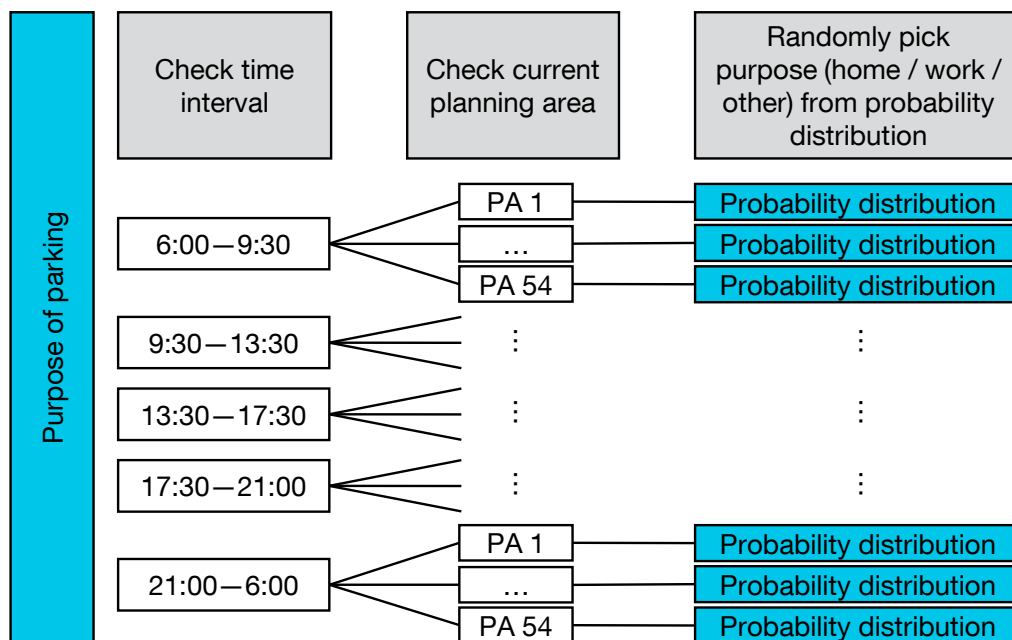 Purpose of parking
Check time
interval
Check current
planning area
Randomly pick
purpose (home / work /
other) from probability
distribution
6:00—9:30
PA 1
Probability distribution
...
Probability distribution
PA 54
Probability distribution
9:30—13:30
⋮
⋮
13:30—17:30
⋮
⋮
17:30—21:00
⋮
⋮
21:00—6:00
PA 1
Probability distribution
...
Probability distribution
PA 54
Probability distribution